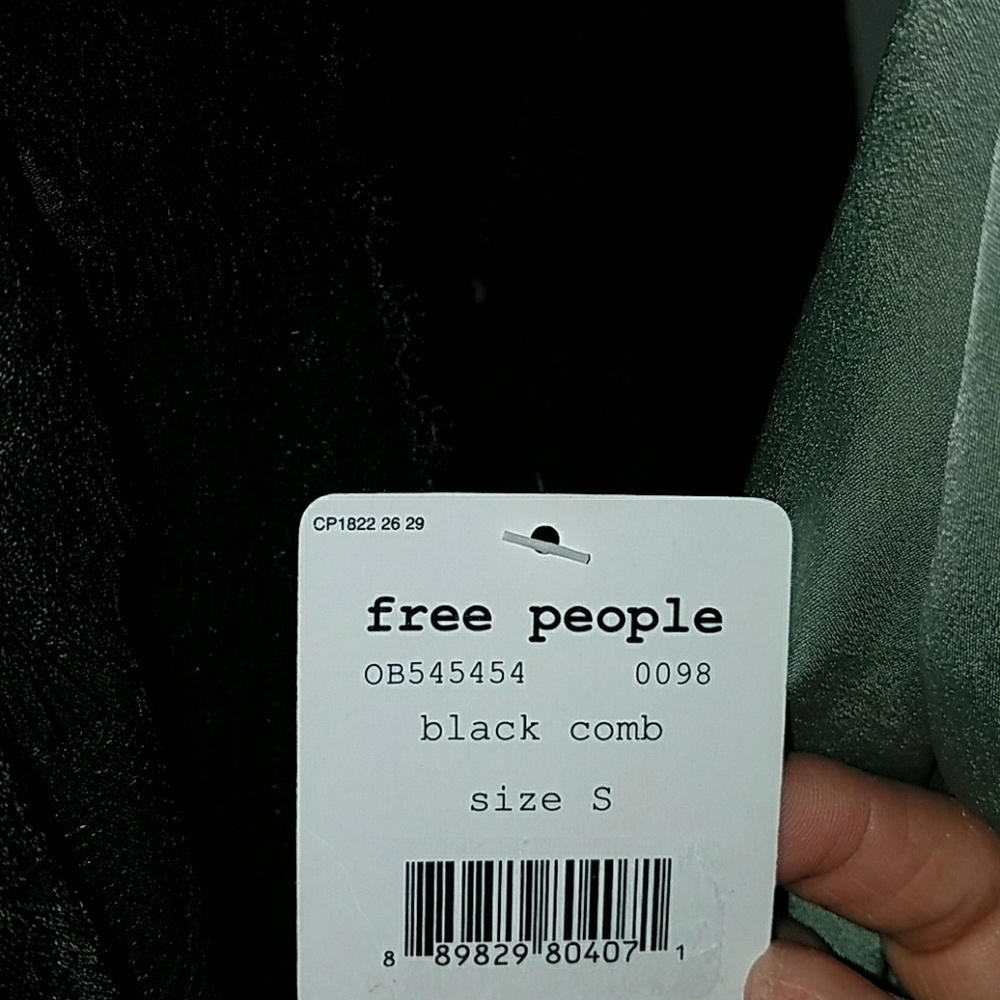 CP1822 26 29
free people
OB545454 0098
black comb
size S
8 89829 80407 1